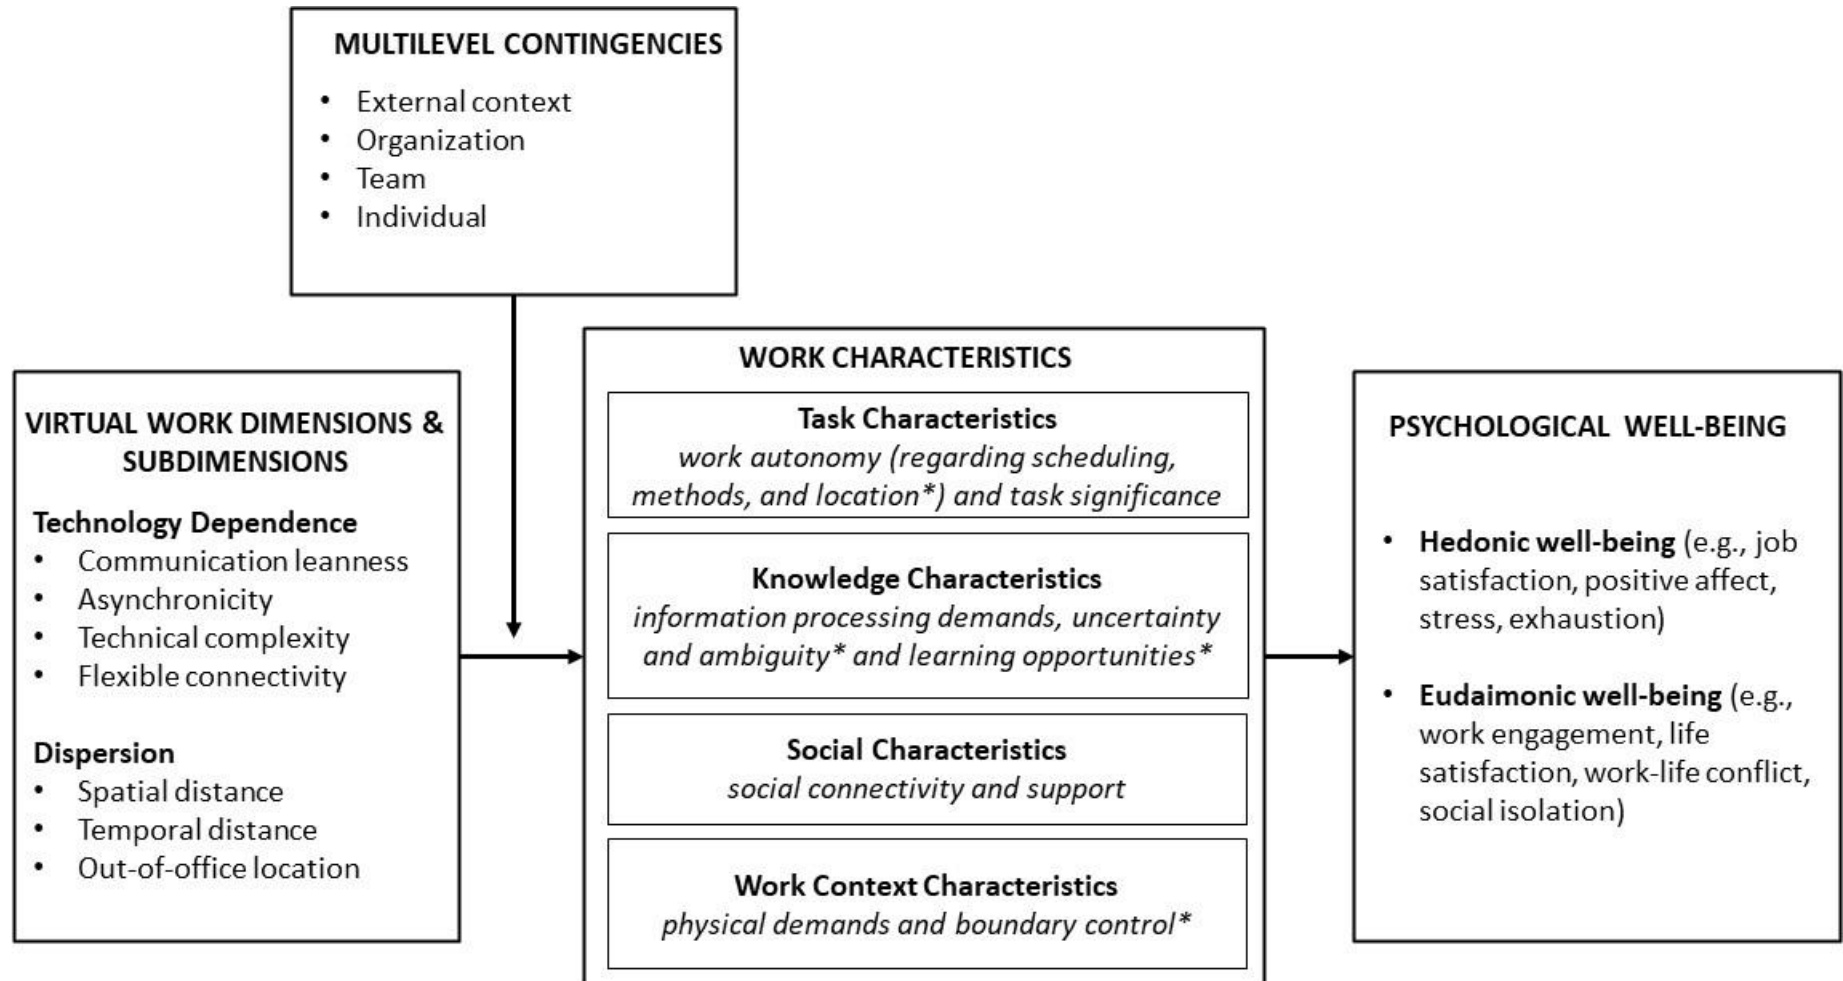 MULTILEVEL CONTINGENCIES
• External context
• Organization
• Team
• Individual
VIRTUAL WORK DIMENSIONS &
SUBDIMENSIONS
Technology Dependence
• Communication leanness
• Asynchronicity
• Technical complexity
• Flexible connectivity
Dispersion
• Spatial distance
• Temporal distance
• Out-of-office location
WORK CHARACTERISTICS
Task Characteristics
work autonomy (regarding scheduling,
methods, and location*) and task significance
Knowledge Characteristics
information processing demands, uncertainty
and ambiguity* and learning opportunities*
Social Characteristics
social connectivity and support
Work Context Characteristics
physical demands and boundary control*
PSYCHOLOGICAL WELL-BEING
• Hedonic well-being (e.g., job
satisfaction, positive affect,
stress, exhaustion)
• Eudaimonic well-being (e.g.,
work engagement, life
satisfaction, work-life conflict,
social isolation)